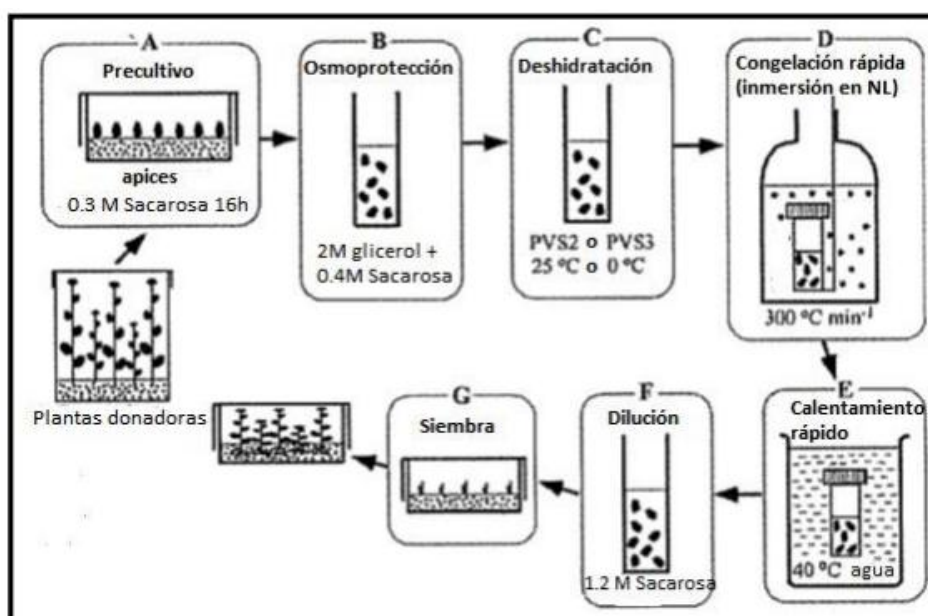 A
Precultivo
apices
0.3 M Sacarosa 16h
B
Osmoprotección
2M glicerol +
0.4M Sacarosa
C
Deshidratación
PVS2 o PVS3
25 ºC o 0 ºC
D
Congelación rápida
(inmersión en NL)
300 ºC min⁻¹
Plantas donadoras
G
Siembra
F
Dilución
1.2 M Sacarosa
E
Calentamiento
rápido
40 ºC agua